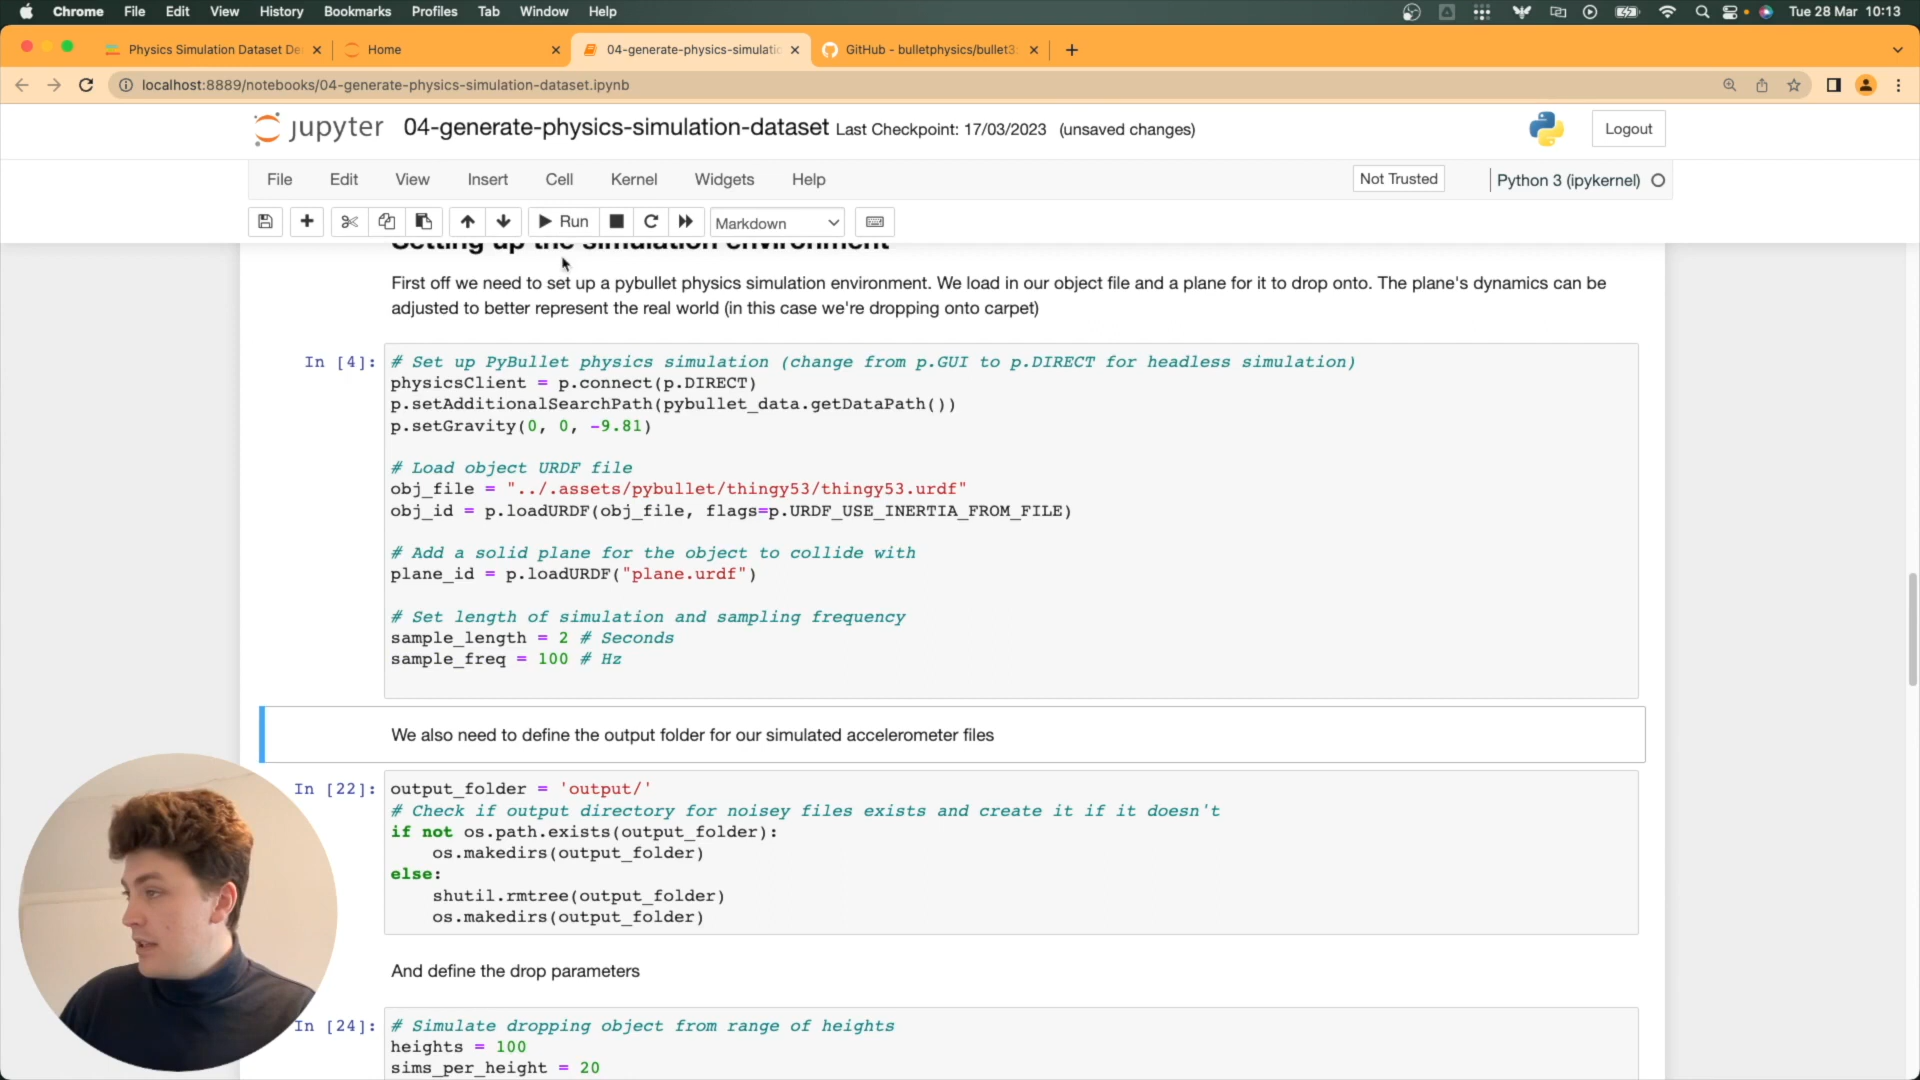 Chrome File Edit View History Bookmarks Profiles Tab Window Help Tue 28 Mar 10:13
Physics Simulation Dataset De Home 04-generate-physics-simulatio GitHub - bulletphysics/bullet3:
localhost:8889/notebooks/04-generate-physics-simulation-dataset.ipynb
jupyter 04-generate-physics-simulation-dataset Last Checkpoint: 17/03/2023 (unsaved changes) Logout
File Edit View Insert Cell Kernel Widgets Help Not Trusted Python 3 (ipykernel)
Run Markdown
Setting up the simulation environment
First off we need to set up a pybullet physics simulation environment. We load in our object file and a plane for it to drop onto. The plane's dynamics can be
adjusted to better represent the real world (in this case we're dropping onto carpet)
In [4]: # Set up PyBullet physics simulation (change from p.GUI to p.DIRECT for headless simulation)
physicsClient = p.connect(p.DIRECT)
p.setAdditionalSearchPath(pybullet_data.getDataPath())
p.setGravity(0, 0, -9.81)
# Load object URDF file
obj_file = "../.assets/pybullet/thingy53/thingy53.urdf"
obj_id = p.loadURDF(obj_file, flags=p.URDF_USE_INERTIA_FROM_FILE)
# Add a solid plane for the object to collide with
plane_id = p.loadURDF("plane.urdf")
# Set length of simulation and sampling frequency
sample_length = 2 # Seconds
sample_freq = 100 # Hz
We also need to define the output folder for our simulated accelerometer files
In [22]: output_folder = 'output/'
# Check if output directory for noisey files exists and create it if it doesn't
if not os.path.exists(output_folder):
os.makedirs(output_folder)
else:
shutil.rmtree(output_folder)
os.makedirs(output_folder)
And define the drop parameters
In [24]: # Simulate dropping object from range of heights
heights = 100
sims_per_height = 20